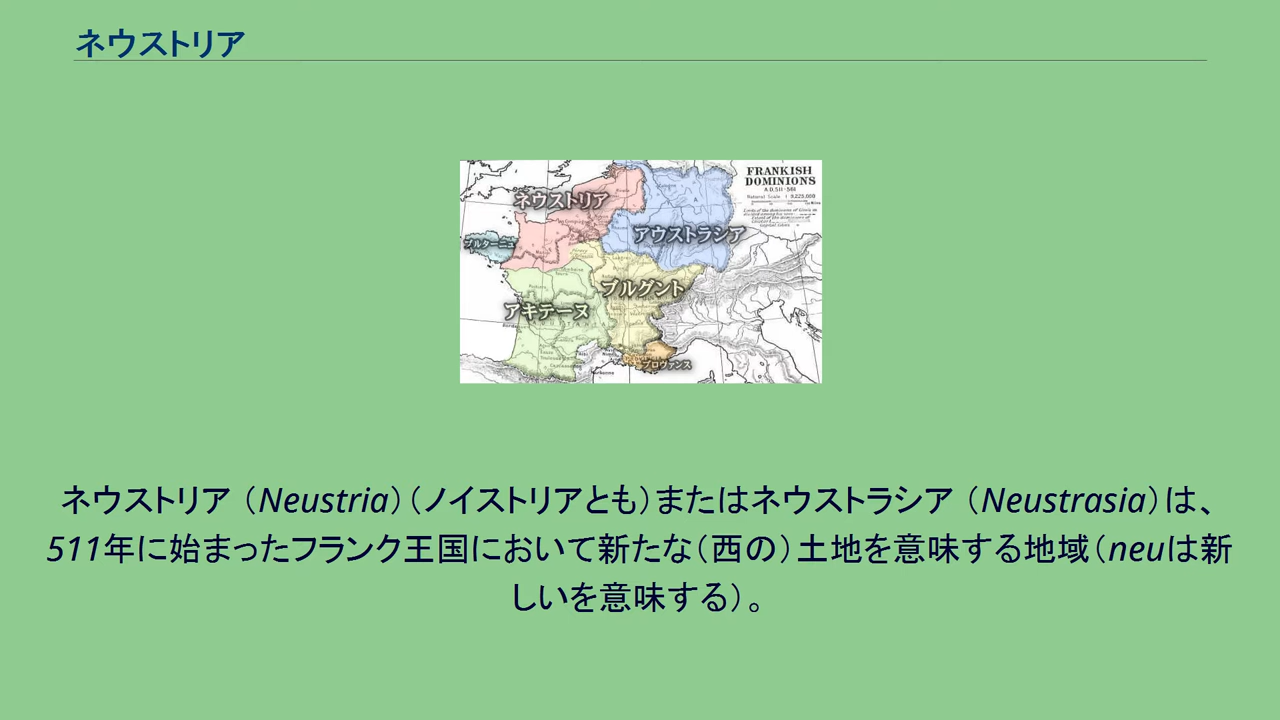 ネウストリア
FRANKISH
DOMINIONS
A.D. 511-561
ネウストリア
アウストラシア
ブルターニュ
ブルグント
アキテーヌ
プロヴァンス
ネウストリア（Neustria）（ノイストリアとも）またはネウストラシア（Neustrasia）は、
511年に始まったフランク王国において新たな（西の）土地を意味する地域（neuは新
しいを意味する）。